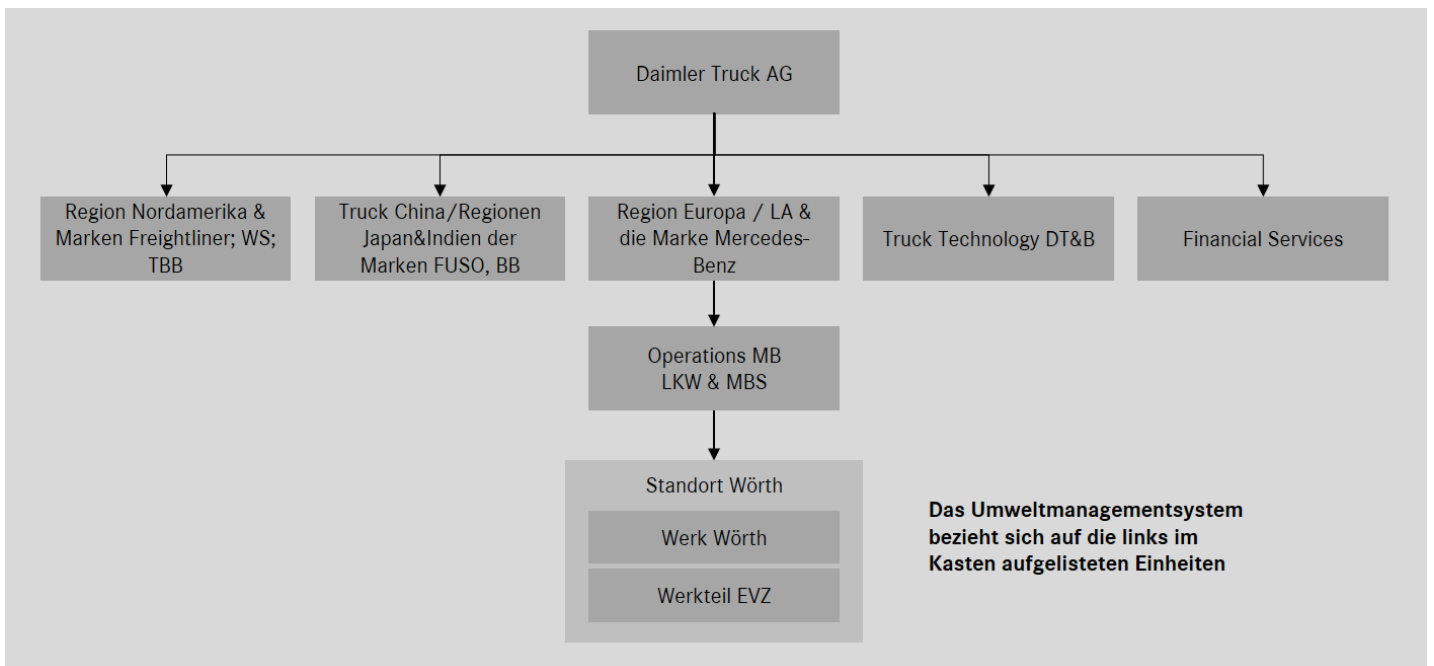 Daimler Truck AG
Region Nordamerika &
Marken Freightliner; WS;
TBB
Truck China/Regionen
Japan&Indien der
Marken FUSO, BB
Region Europa / LA &
die Marke Mercedes-
Benz
Truck Technology DT&B
Financial Services
Operations MB
LKW & MBS
Standort Wörth
Werk Wörth
Werkteil EVZ
Das Umweltmanagementsystem
bezieht sich auf die links im
Kasten aufgelisteten Einheiten